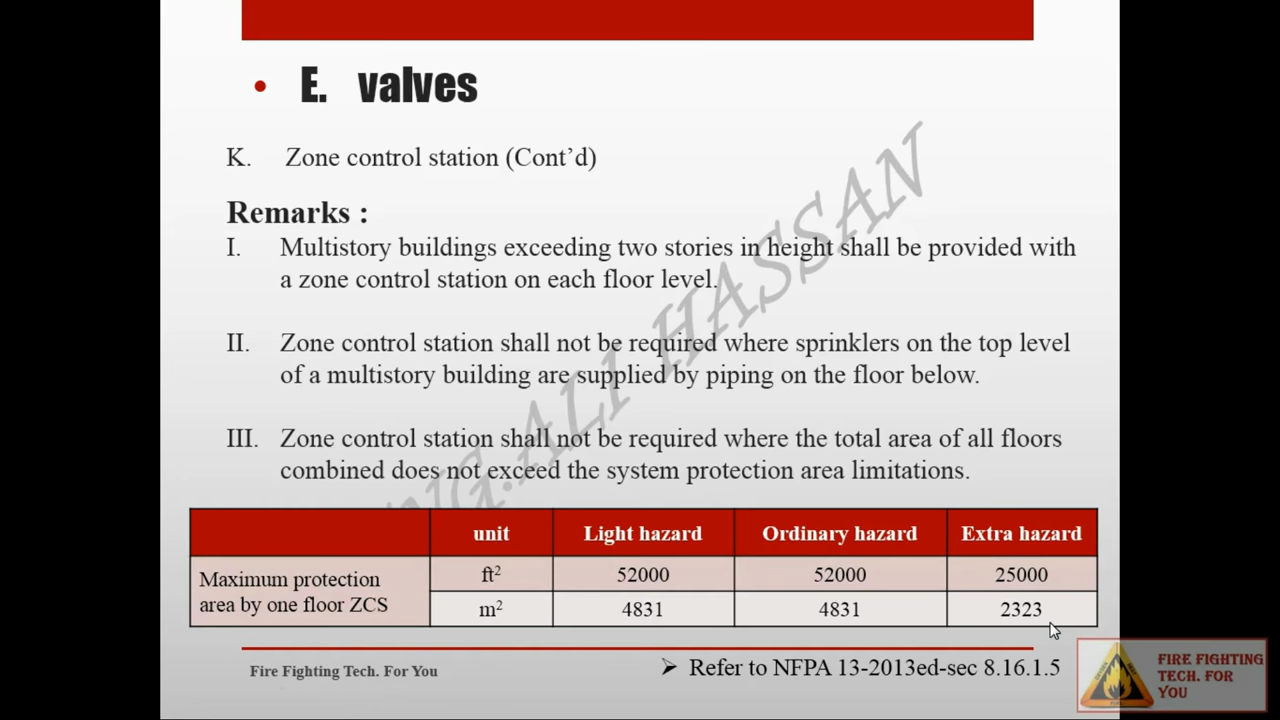 • E. valves
K. Zone control station (Cont’d)
Remarks :
I. Multistory buildings exceeding two stories in height shall be provided with
a zone control station on each floor level.
II. Zone control station shall not be required where sprinklers on the top level
of a multistory building are supplied by piping on the floor below.
III. Zone control station shall not be required where the total area of all floors
combined does not exceed the system protection area limitations.
ENG.ALI HASSAN
unit Light hazard Ordinary hazard Extra hazard
Maximum protection
area by one floor ZCS
ft² 52000 52000 25000
m² 4831 4831 2323
Fire Fighting Tech. For You
➢ Refer to NFPA 13-2013ed-sec 8.16.1.5
FIRE FIGHTING
TECH. FOR
YOU